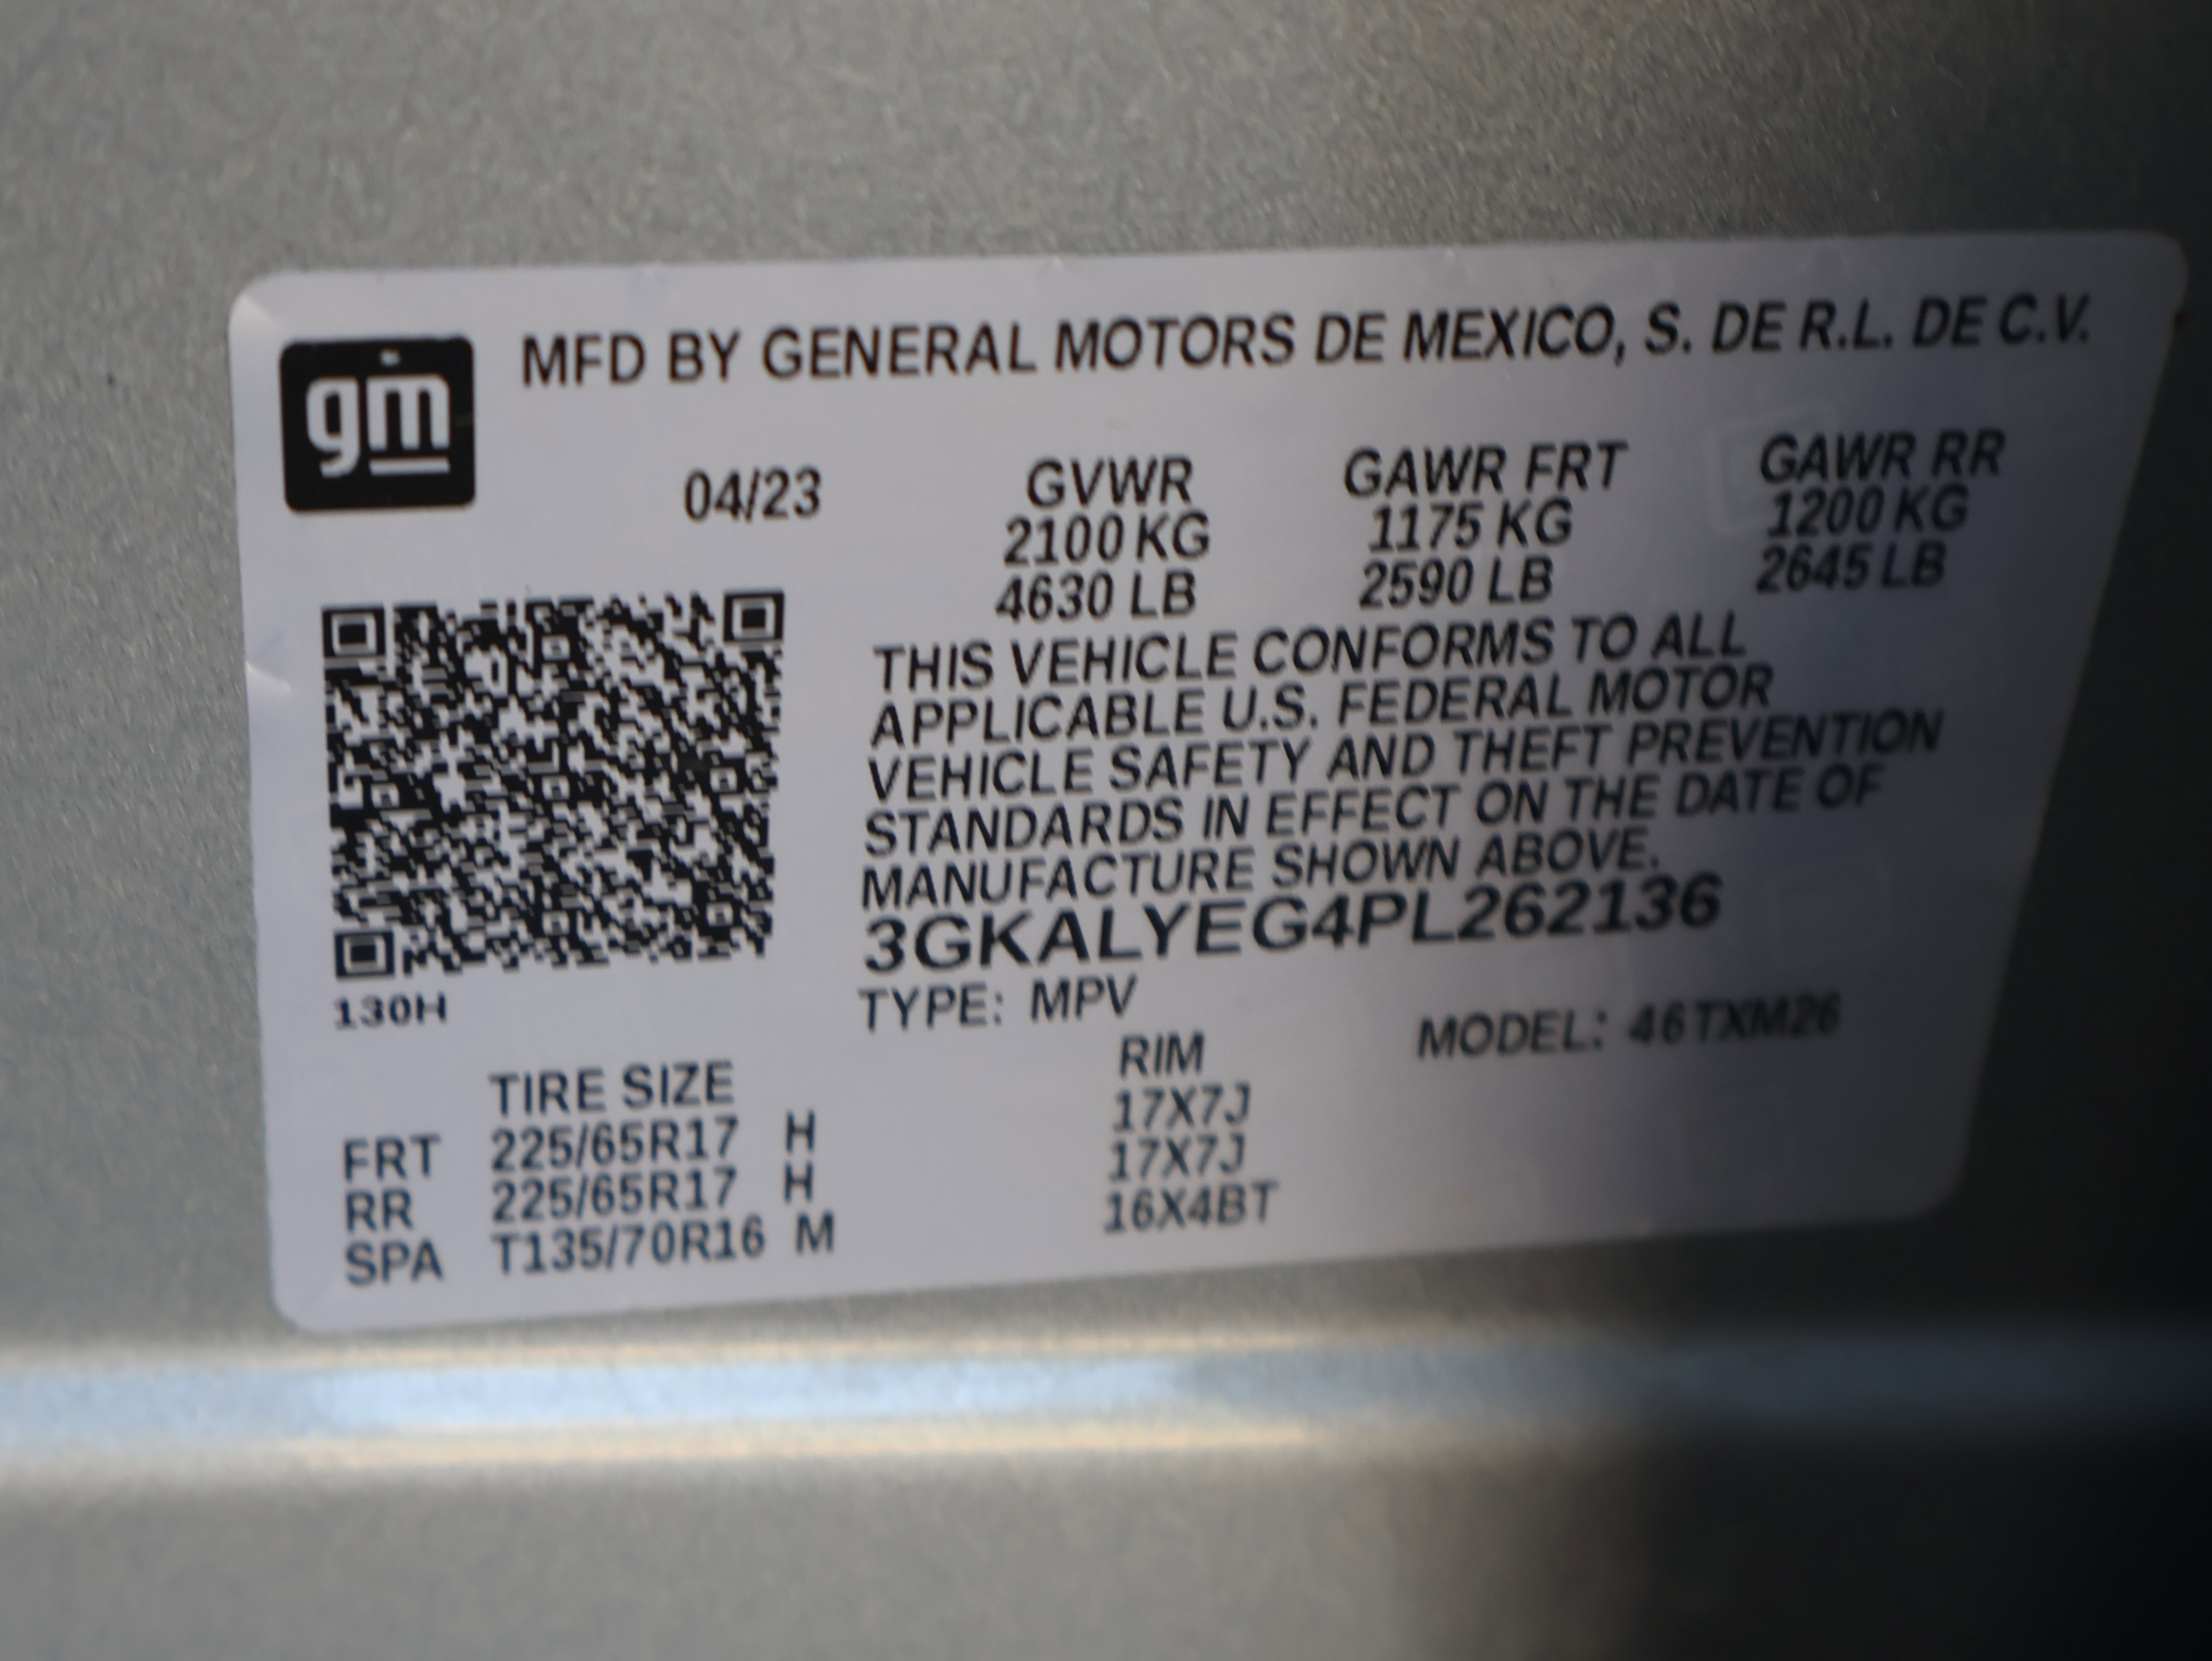 gm
MFD BY GENERAL MOTORS DE MEXICO, S. DE R.L. DE C.V.
04/23 GVWR GAWR FRT GAWR RR
2100 KG 1175 KG 1200 KG
4630 LB 2590 LB 2645 LB
THIS VEHICLE CONFORMS TO ALL
APPLICABLE U.S. FEDERAL MOTOR
VEHICLE SAFETY AND THEFT PREVENTION
STANDARDS IN EFFECT ON THE DATE OF
MANUFACTURE SHOWN ABOVE.
3GKALYEG4PL262136
130H
TYPE: MPV MODEL: 46TXM26
TIRE SIZE RIM
FRT 225/65R17 H 17X7J
RR 225/65R17 H 17X7J
SPA T135/70R16 M 16X4BT